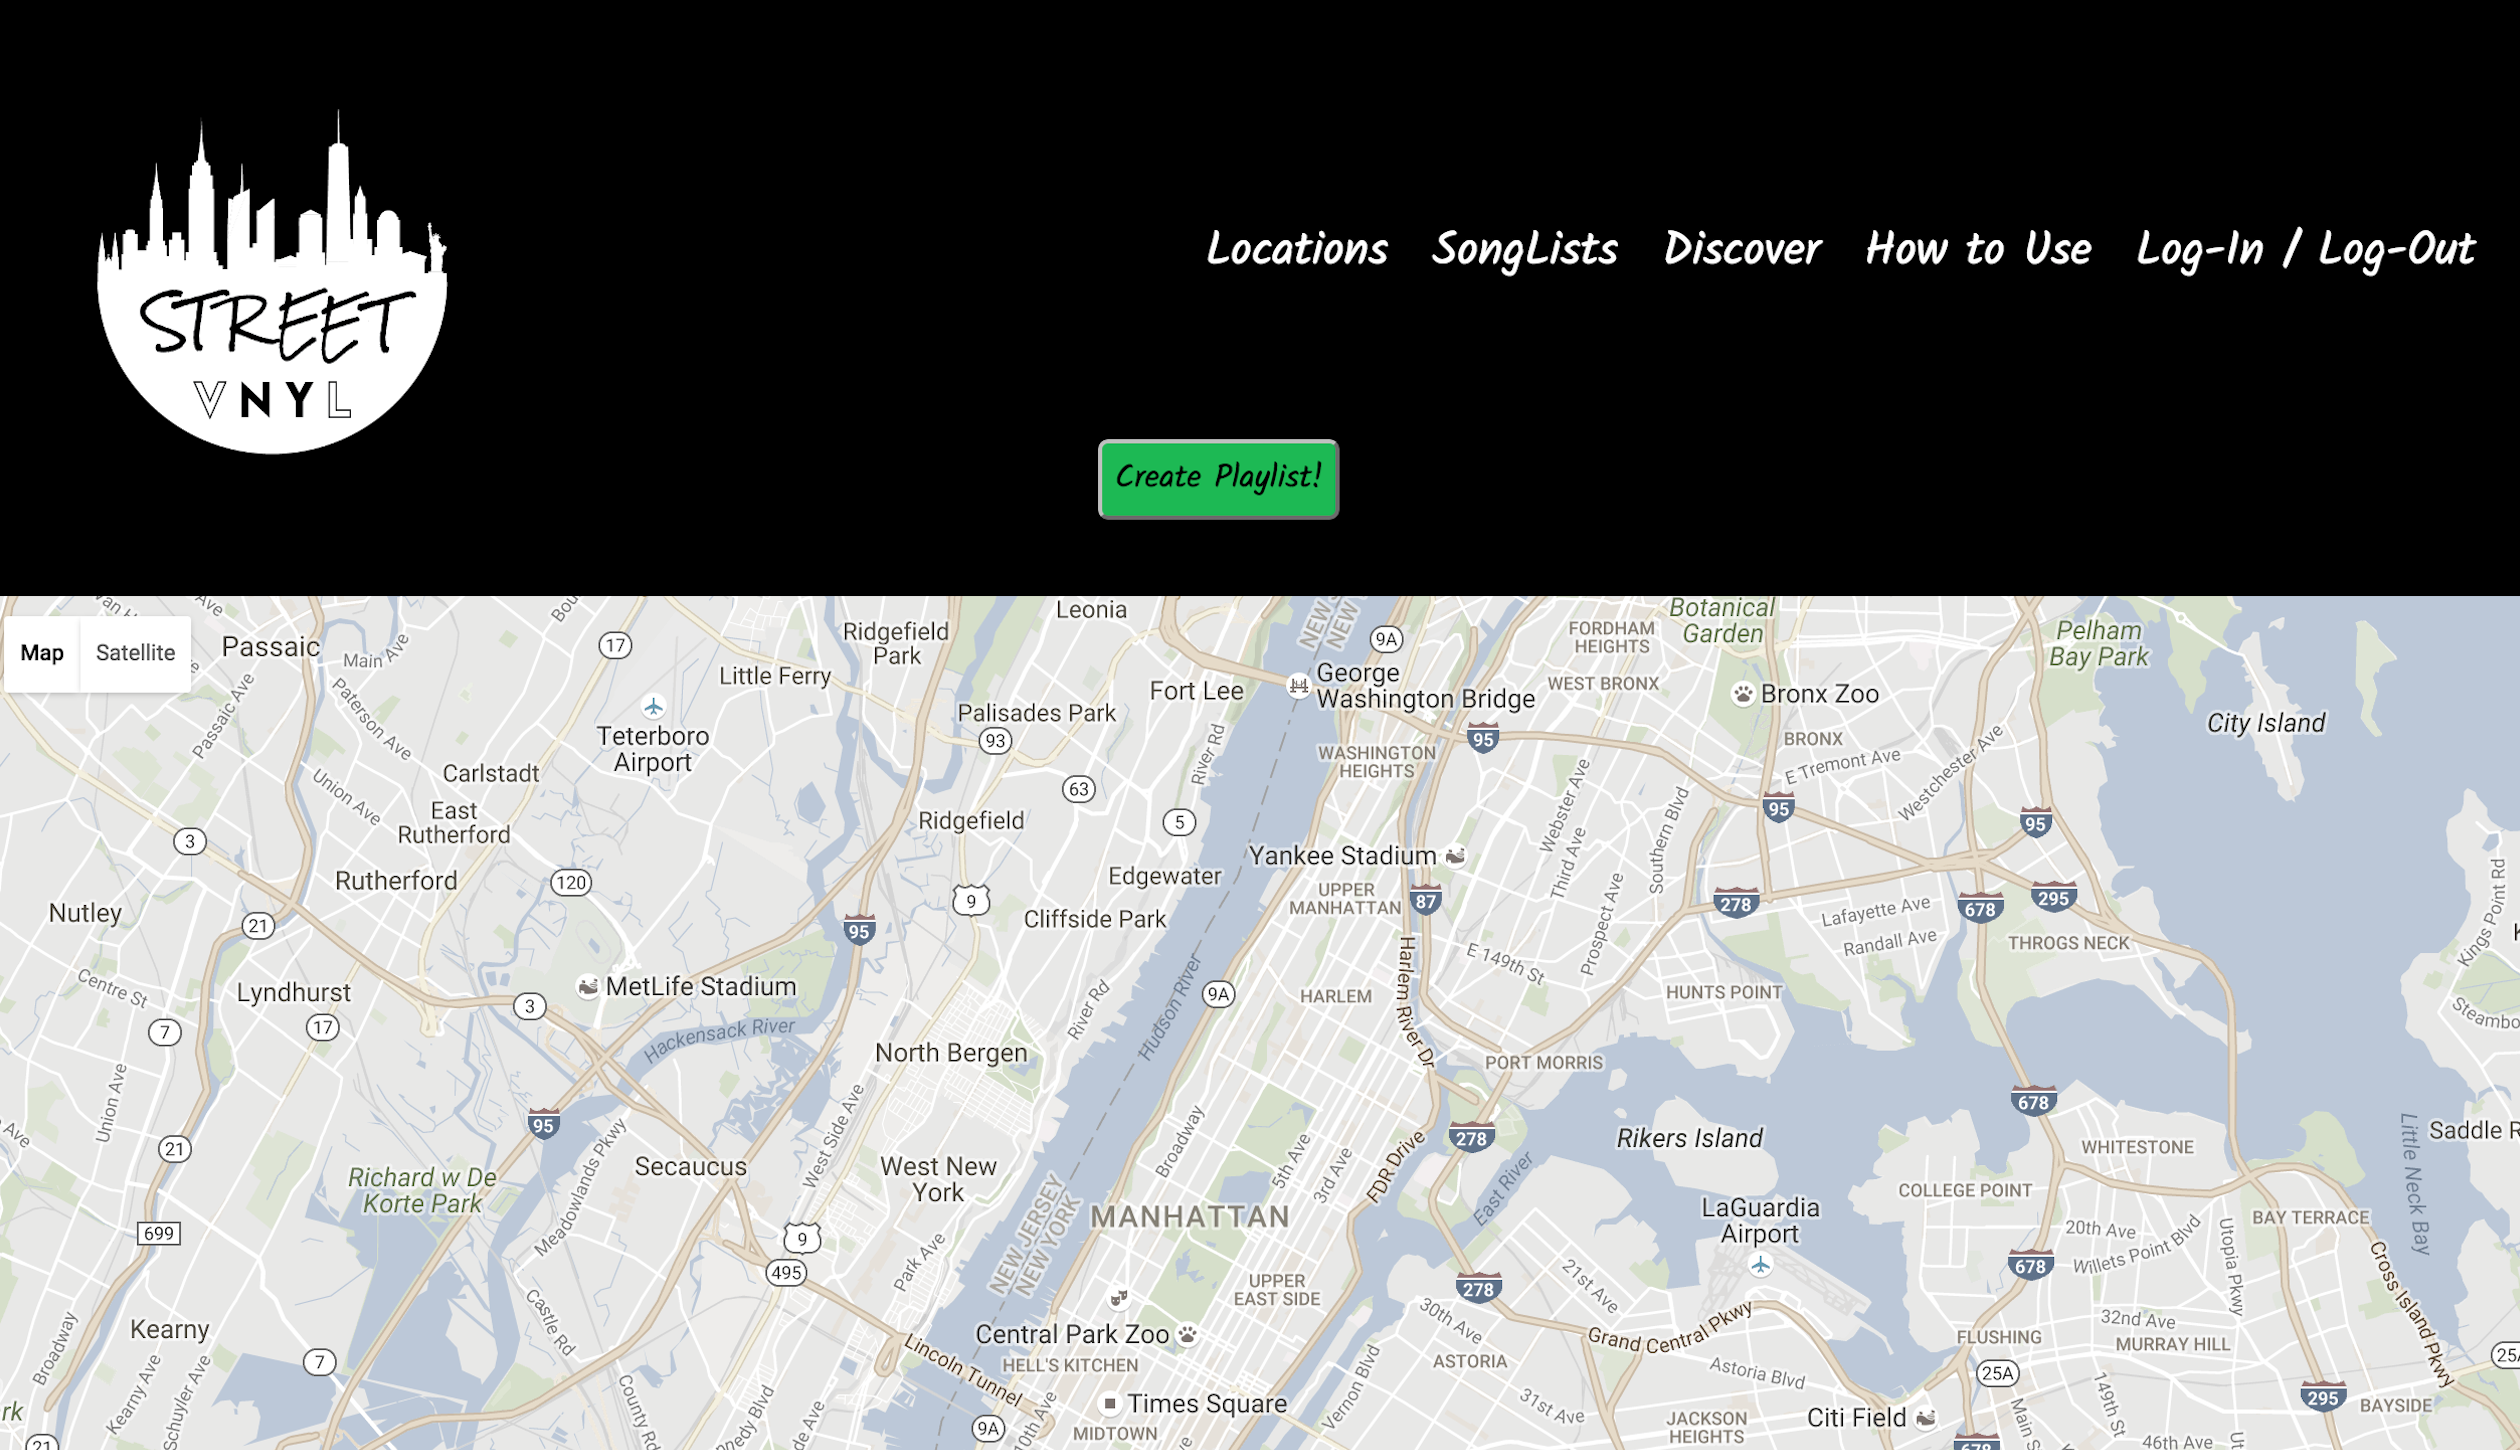 Locations SongLists Discover How to Use Log-In / Log-Out
STREET
VNYL
Create Playlist!
Map Satellite
Passaic
Main Ave
Paterson Ave
Passaic Ave
Union Ave
17
Little Ferry
Teterboro
Airport
Carlstadt
East
Rutherford
Rutherford
Ridgefield
Park
Leonia
Fort Lee
Palisades Park
93
63
5
River Rd
Ridgefield
Edgewater
Cliffside Park
9
3
120
Nutley
21
95
MetLife Stadium
Centre St
Lyndhurst
17
3
7
Hackensack River
North Bergen
River Rd
Hudson River
Union Ave
21
95
Meadowlands Pkwy
Secaucus
West Side Ave
West New
York
Richard w De
Korte Park
699
9
495
Park Ave
NEW JERSEY
NEW YORK
Castle Rd
Kearny
Broadway
Kearny Ave
Schuyler Ave
7
County Rd
Lincoln Tunnel
21
9A
George
Washington Bridge
95
WASHINGTON
HEIGHTS
FORDHAM
HEIGHTS
WEST BRONX
Botanical
Garden
Bronx Zoo
BRONX
E Tremont Ave
Westchester Ave
Pelham
Bay Park
City Island
95
95
Webster Ave
Third Ave
Southern Blvd
Prospect Ave
Yankee Stadium
UPPER
MANHATTAN
87
278
678
295
Lafayette Ave
Randall Ave
THROGS NECK
Kings Point Rd
Harlem River Dr
E 149th St
9A
HARLEM
HUNTS POINT
PORT MORRIS
Broadway
5th Ave
3rd Ave
FDR Drive
278
East River
Rikers Island
678
WHITESTONE
Little Neck Bay
MANHATTAN
LaGuardia
Airport
COLLEGE POINT
20th Ave
Willets Point Blvd
Utopia Pkwy
BAY TERRACE
Cross Island Pkwy
678
UPPER
EAST SIDE
278
21st Ave
30th Ave
Grand Central Pkwy
Central Park Zoo
HELL'S KITCHEN
ASTORIA
Astoria Blvd
FLUSHING
32nd Ave
MURRAY HILL
25A
Times Square
10th Ave
9A
MIDTOWN
Vernon Blvd
31st Ave
JACKSON
HEIGHTS
Citi Field
678
Main S
149th St
46th Ave
295
BAYSIDE